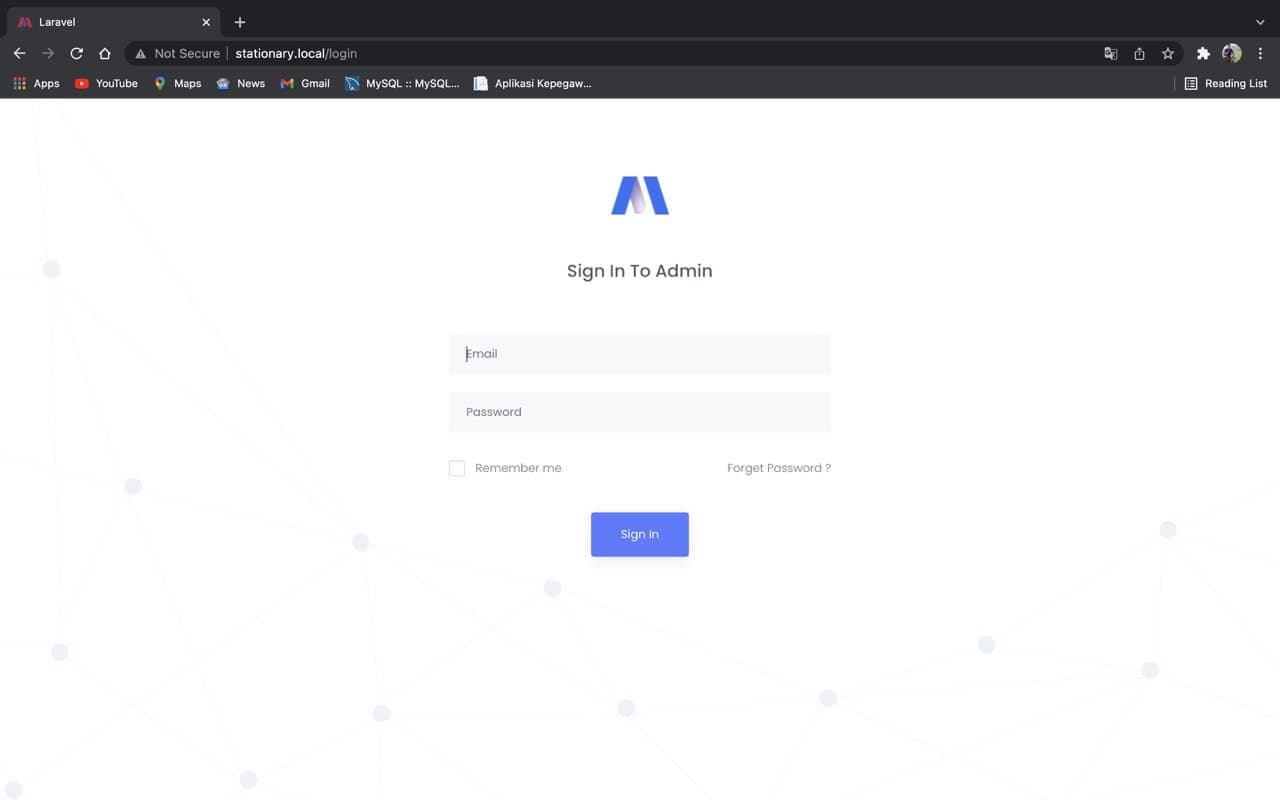 Laravel
Not Secure stationary.local/login
Apps YouTube Maps News Gmail MySQL :: MySQL... Aplikasi Kepegaw... Reading List
Sign In To Admin
Email
Password
Remember me Forget Password ?
Sign In